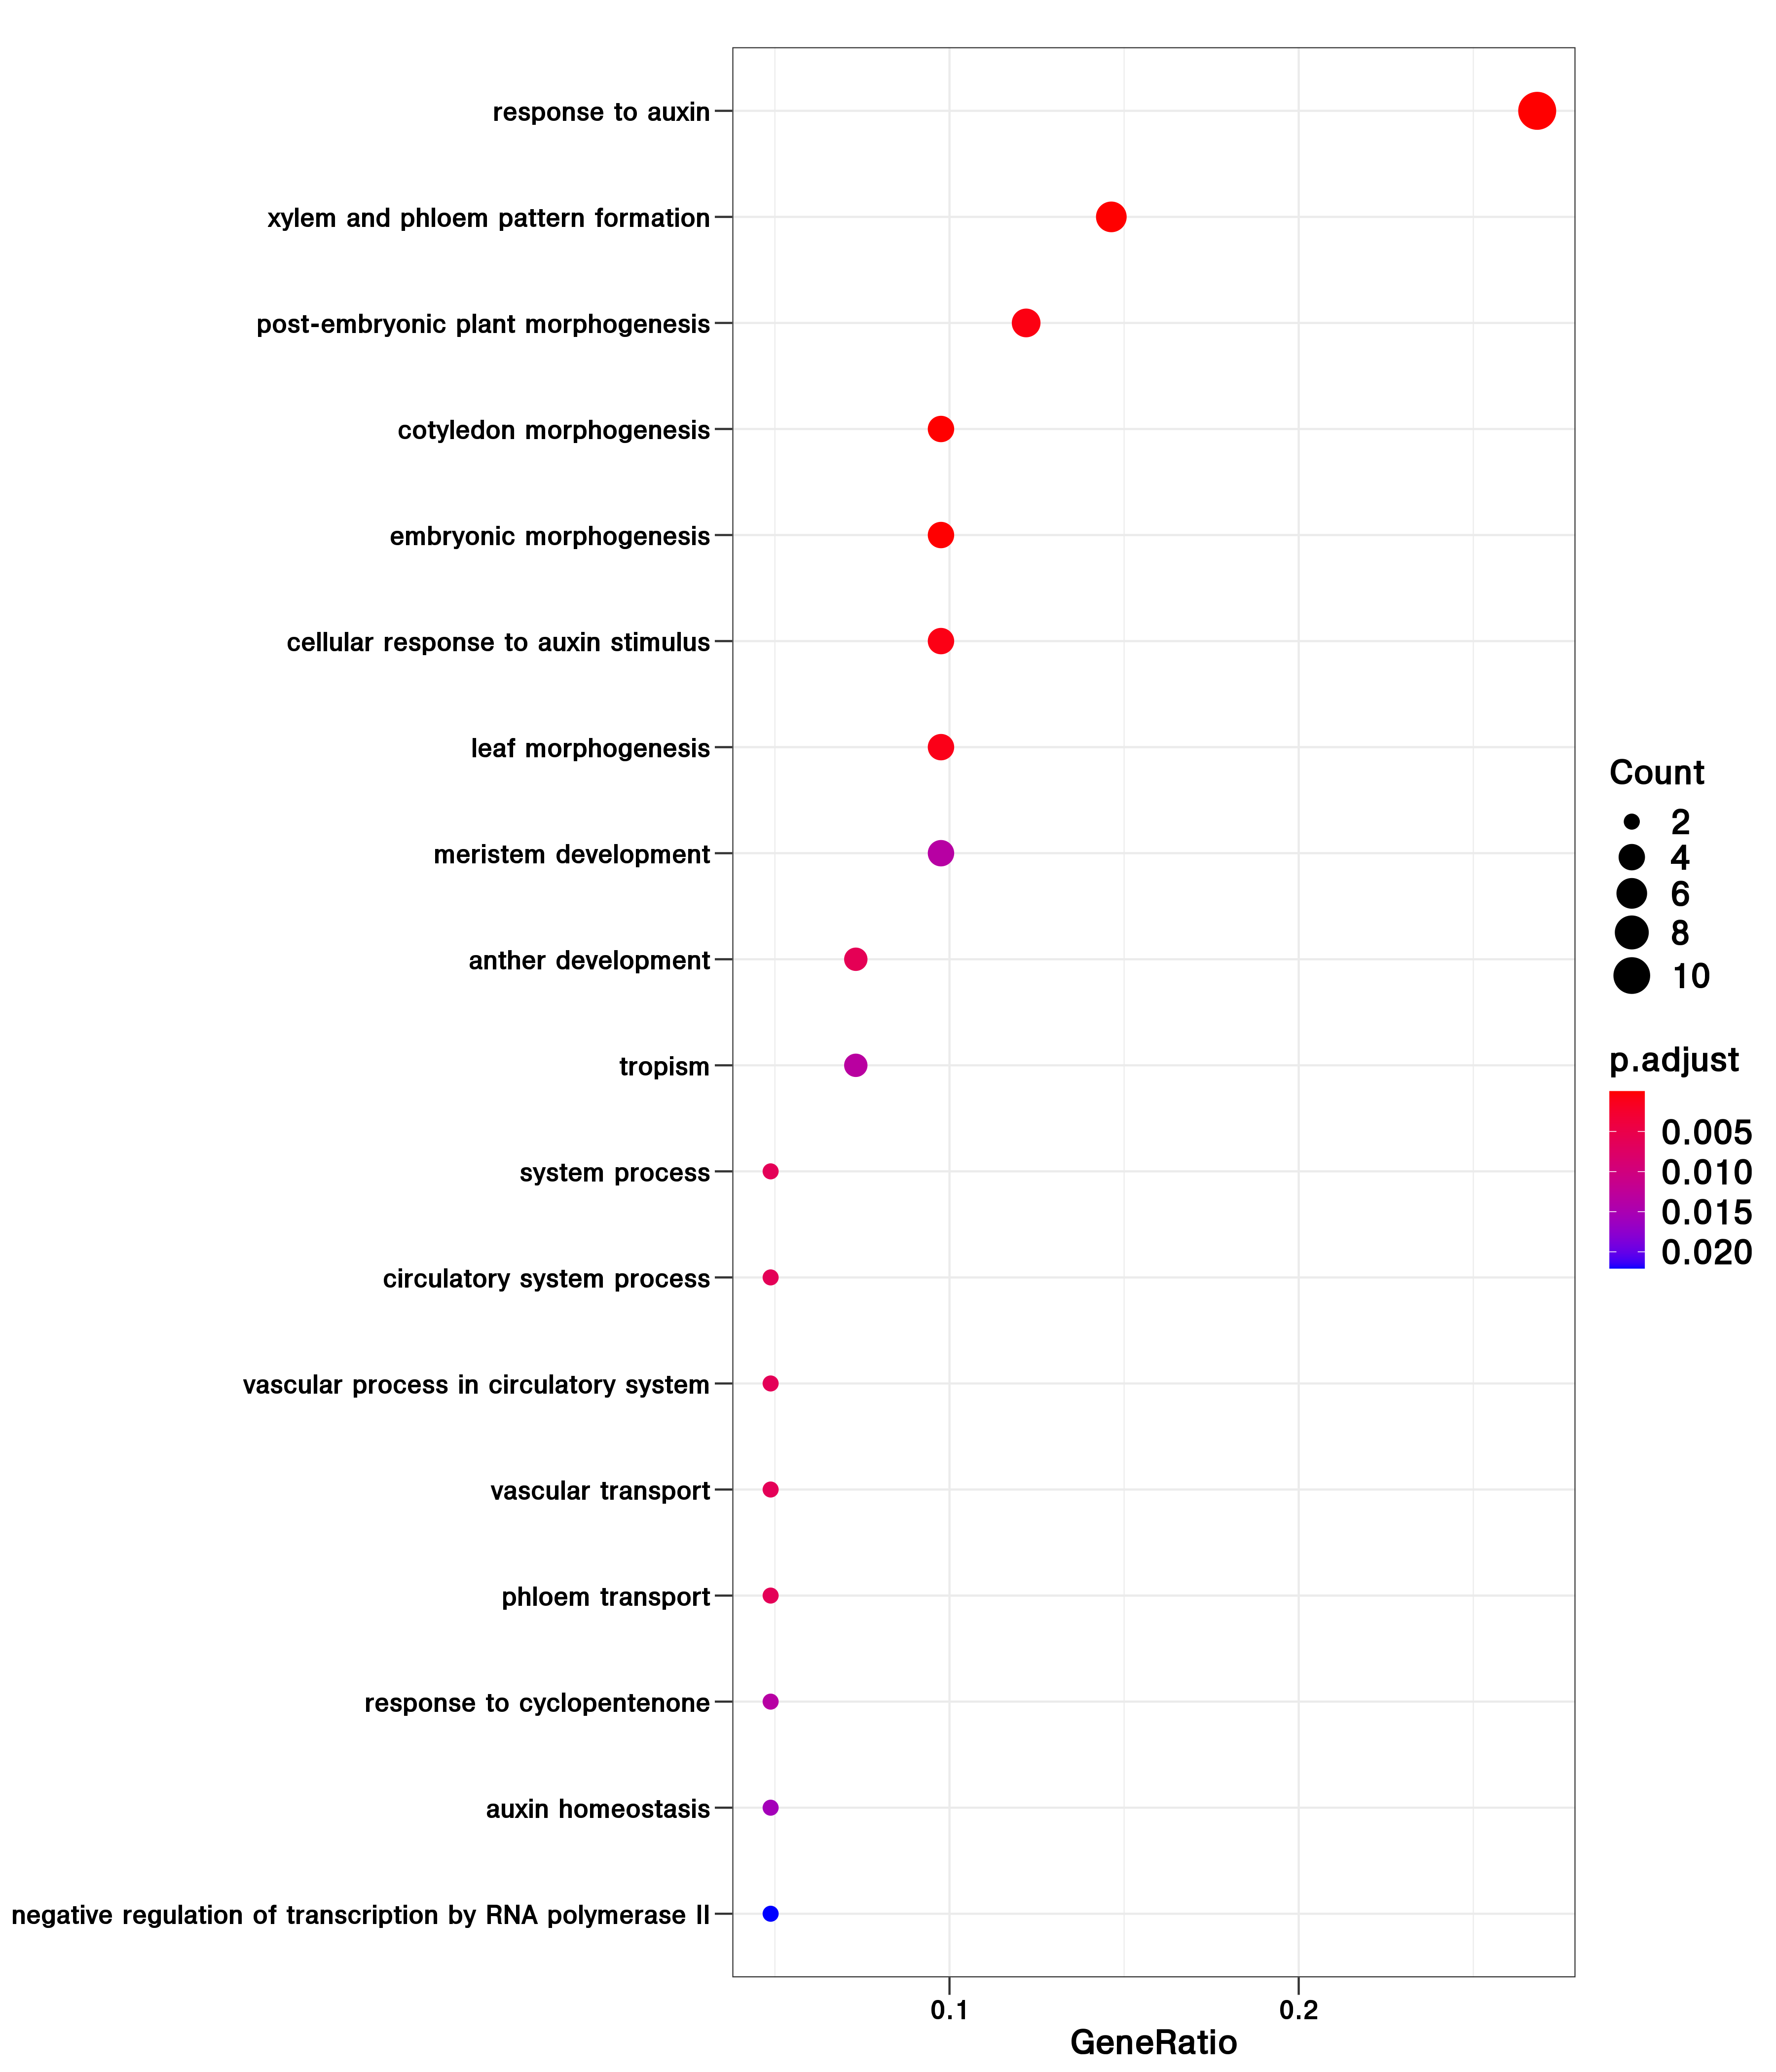 response to auxin
xylem and phloem pattern formation
post-embryonic plant morphogenesis
cotyledon morphogenesis
embryonic morphogenesis
cellular response to auxin stimulus
leaf morphogenesis
meristem development
anther development
tropism
system process
circulatory system process
vascular process in circulatory system
vascular transport
phloem transport
response to cyclopentenone
auxin homeostasis
negative regulation of transcription by RNA polymerase II
0.1
0.2
GeneRatio
Count
2
4
6
8
10
p.adjust
0.005
0.010
0.015
0.020